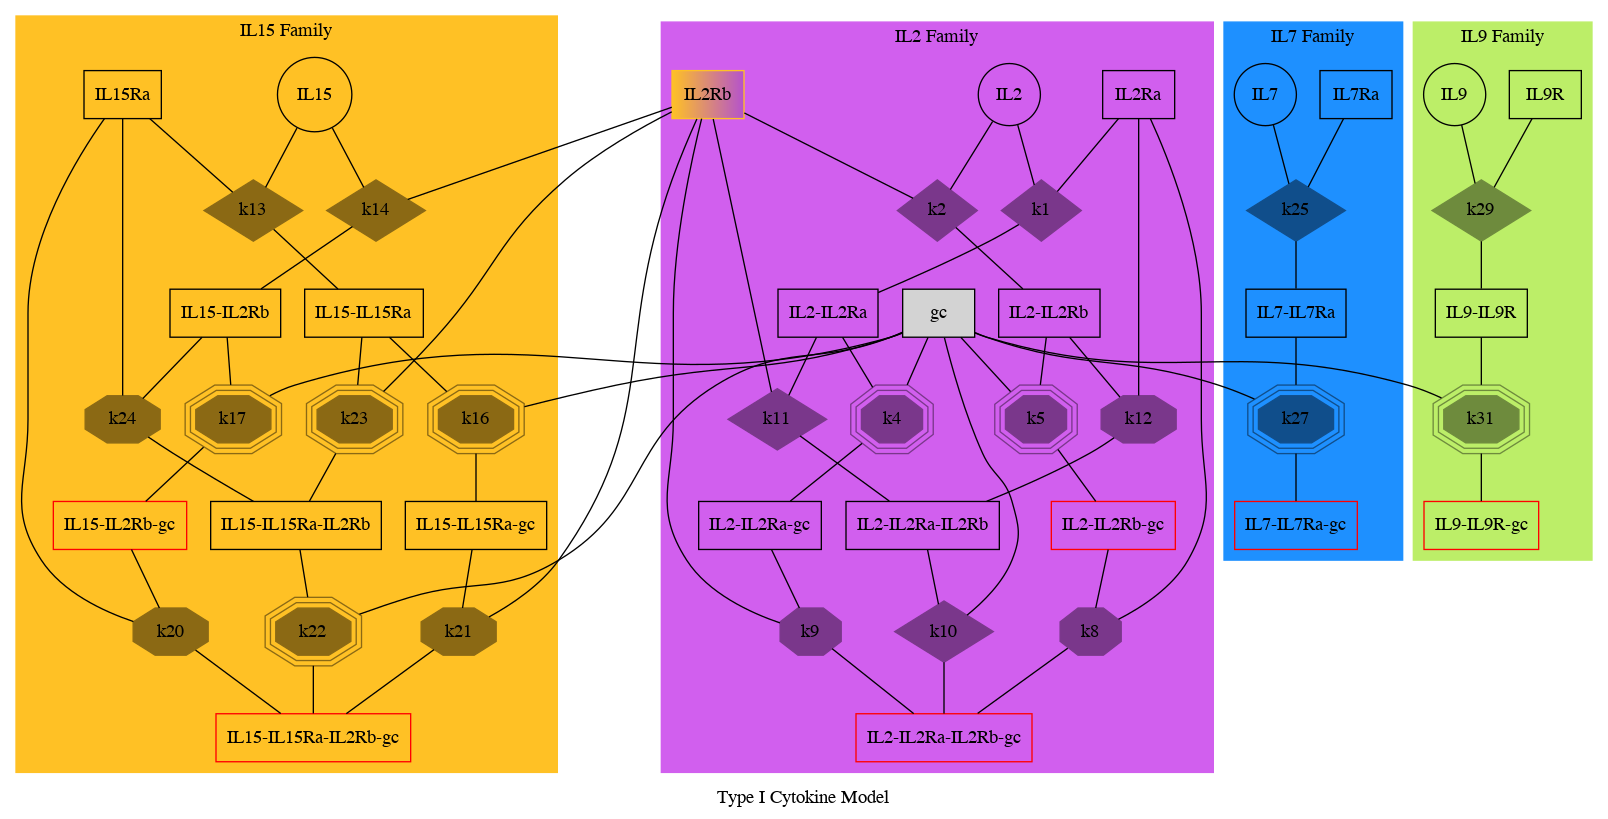 IL15 Family
IL2 Family
IL7 Family
IL9 Family
IL15Ra
IL15
IL2Rb
IL2
IL2Ra
IL7
IL7Ra
IL9
IL9R
k13
k14
k2
k1
k25
k29
IL15-IL2Rb
IL15-IL15Ra
IL2-IL2Ra
gc
IL2-IL2Rb
IL7-IL7Ra
IL9-IL9R
k24
k17
k23
k16
k11
k4
k5
k12
k27
k31
IL15-IL2Rb-gc
IL15-IL15Ra-IL2Rb
IL15-IL15Ra-gc
IL2-IL2Ra-gc
IL2-IL2Ra-IL2Rb
IL2-IL2Rb-gc
IL7-IL7Ra-gc
IL9-IL9R-gc
k20
k22
k21
k9
k10
k8
IL15-IL15Ra-IL2Rb-gc
IL2-IL2Ra-IL2Rb-gc
Type I Cytokine Model